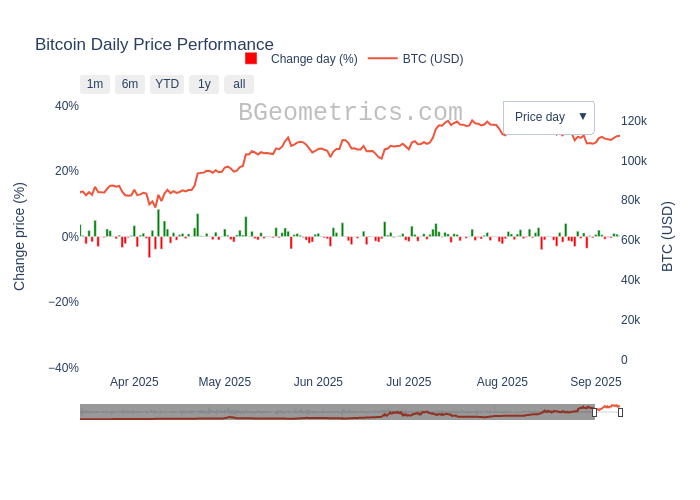 Bitcoin Daily Price Performance
Change day (%)
BTC (USD)
1m
6m
YTD
1y
all
BGeometrics.com
Price day ▼
Change price (%)
40%
20%
0%
−20%
−40%
120k
100k
80k
60k
40k
20k
0
BTC (USD)
Apr 2025
May 2025
Jun 2025
Jul 2025
Aug 2025
Sep 2025